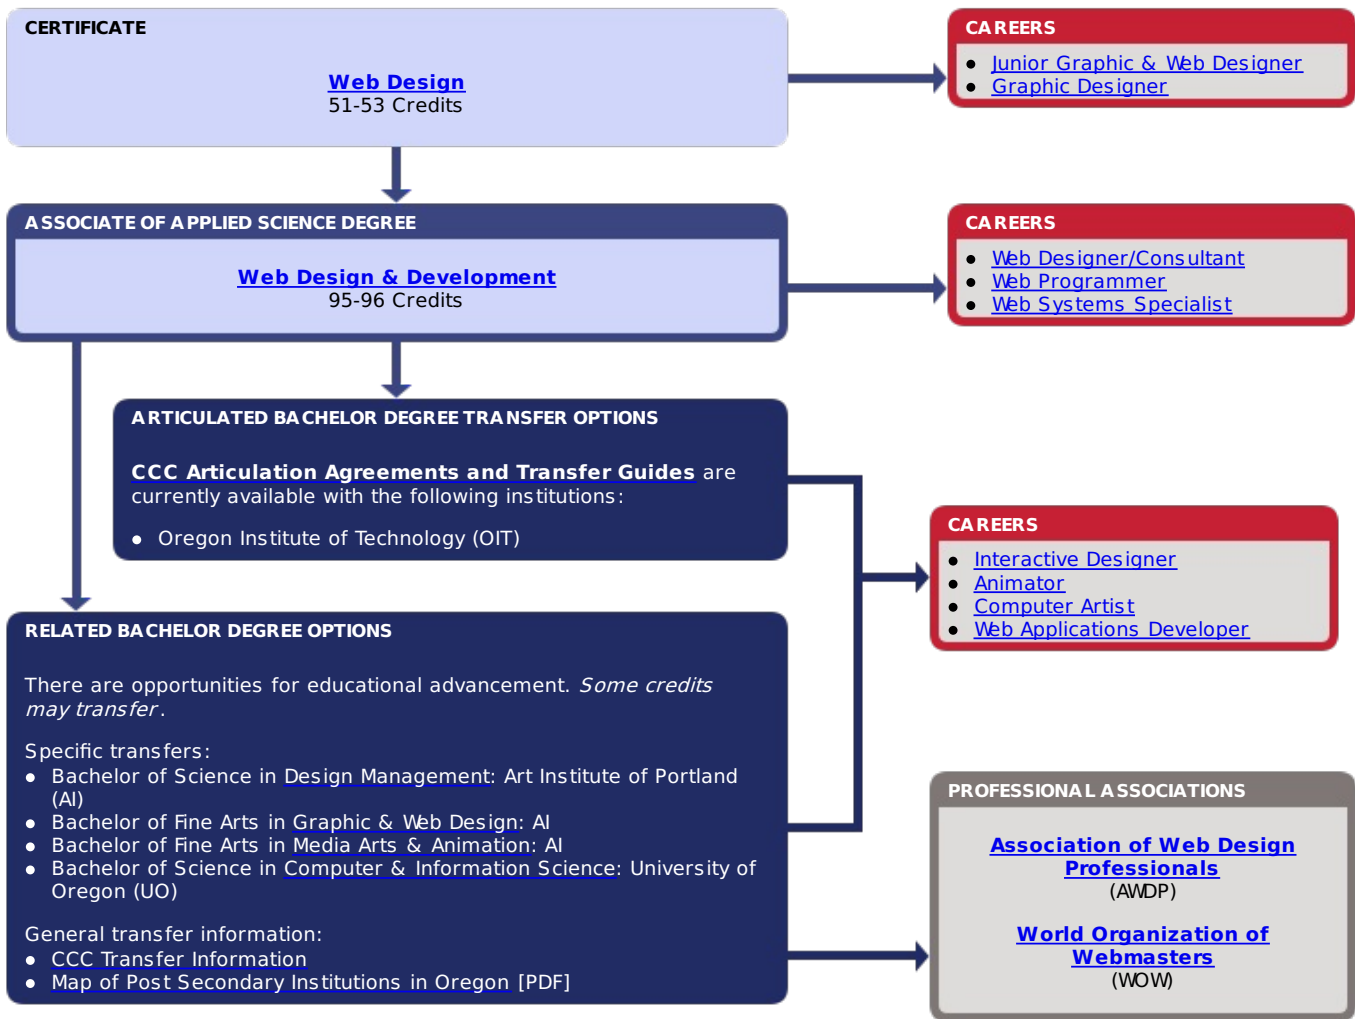 CERTIFICATE
Web Design
51-53 Credits
CAREERS
● Junior Graphic & Web Designer
● Graphic Designer
ASSOCIATE OF APPLIED SCIENCE DEGREE
Web Design & Development
95-96 Credits
CAREERS
● Web Designer/Consultant
● Web Programmer
● Web Systems Specialist
ARTICULATED BACHELOR DEGREE TRANSFER OPTIONS
CCC Articulation Agreements and Transfer Guides are
currently available with the following institutions:
● Oregon Institute of Technology (OIT)
CAREERS
● Interactive Designer
● Animator
● Computer Artist
● Web Applications Developer
RELATED BACHELOR DEGREE OPTIONS
There are opportunities for educational advancement. Some credits
may transfer.
Specific transfers:
● Bachelor of Science in Design Management: Art Institute of Portland
(AI)
● Bachelor of Fine Arts in Graphic & Web Design: AI
● Bachelor of Fine Arts in Media Arts & Animation: AI
● Bachelor of Science in Computer & Information Science: University of
Oregon (UO)
General transfer information:
● CCC Transfer Information
● Map of Post Secondary Institutions in Oregon [PDF]
PROFESSIONAL ASSOCIATIONS
Association of Web Design
Professionals
(AWDP)
World Organization of
Webmasters
(WOW)